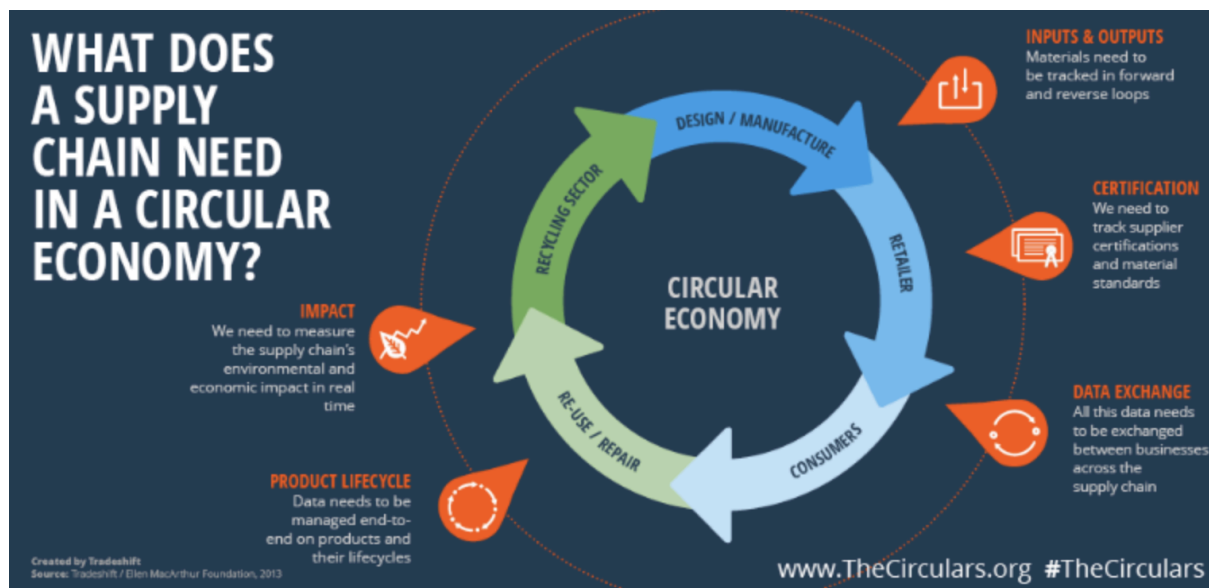 WHAT DOES
A SUPPLY
CHAIN NEED
IN A CIRCULAR
ECONOMY?
INPUTS & OUTPUTS
Materials need to
be tracked in forward
and reverse loops
CERTIFICATION
We need to
track supplier
certifications
and material
standards
DATA EXCHANGE
All this data needs
to be exchanged
between businesses
across the
supply chain
PRODUCT LIFECYCLE
Data needs to be
managed end-to-
end on products and
their lifecycles
IMPACT
We need to measure
the supply chain's
environmental and
economic impact in real
time
DESIGN / MANUFACTURE
RETAILER
CONSUMERS
RE-USE / REPAIR
RECYCLING SECTOR
CIRCULAR
ECONOMY
Created by Tradeshift
Source: Tradeshift / Ellen MacArthur Foundation, 2013
www.TheCirculars.org #TheCirculars